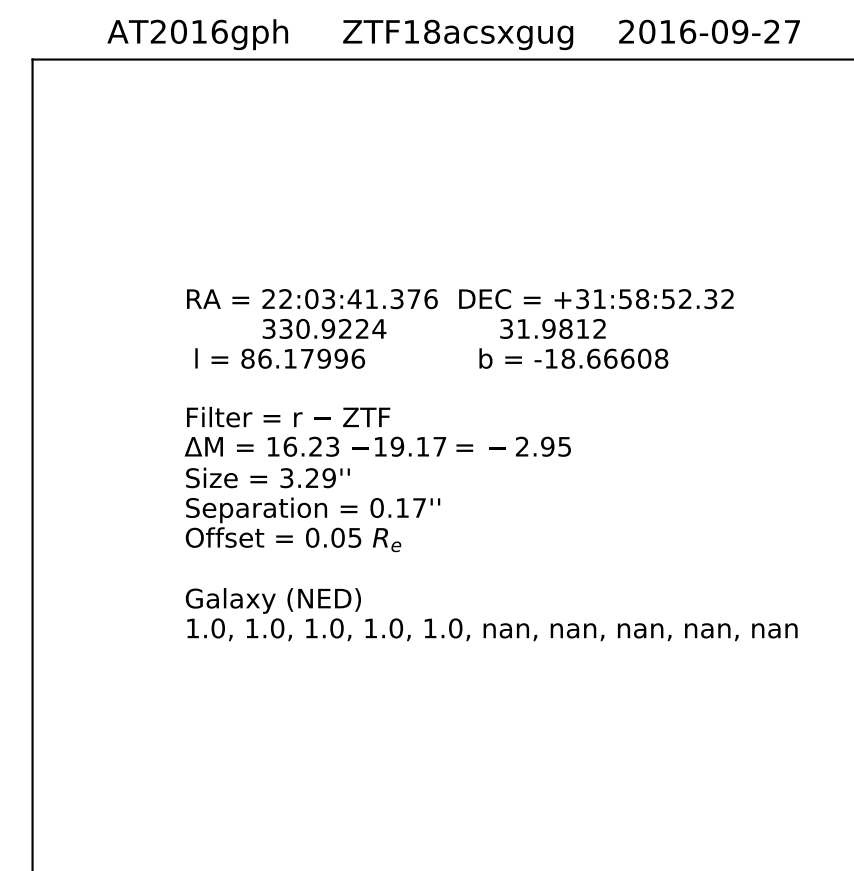 AT2016gph ZTF18acsxgug 2016-09-27
RA = 22:03:41.376 DEC = +31:58:52.32
330.9224 31.9812
l = 86.17996 b = -18.66608
Filter = r − ZTF
ΔM = 16.23 −19.17 = − 2.95
Size = 3.29''
Separation = 0.17''
Offset = 0.05 Re
Galaxy (NED)
1.0, 1.0, 1.0, 1.0, 1.0, nan, nan, nan, nan, nan